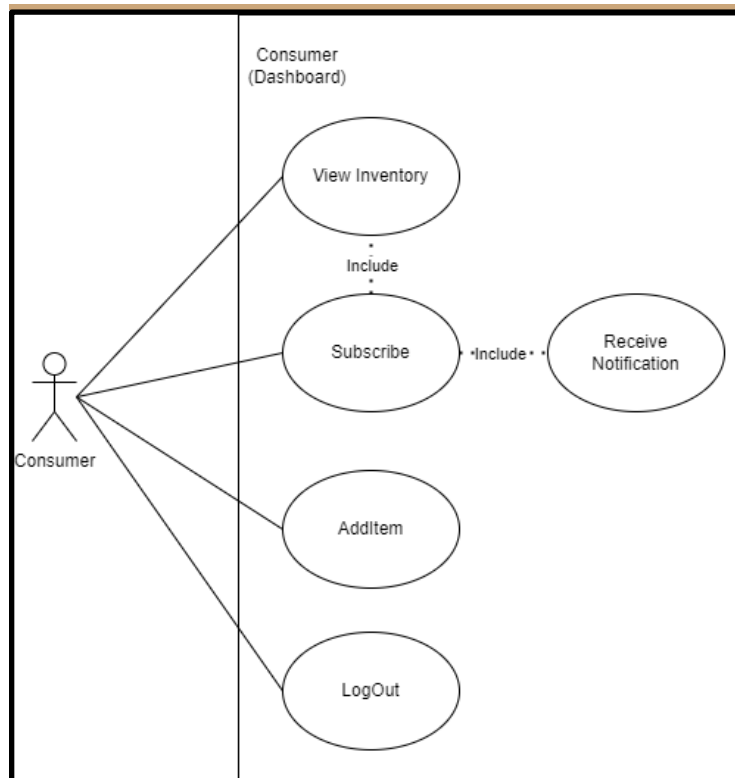 Consumer
(Dashboard)
View Inventory
Include
Subscribe
Include
Receive
Notification
Consumer
AddItem
LogOut